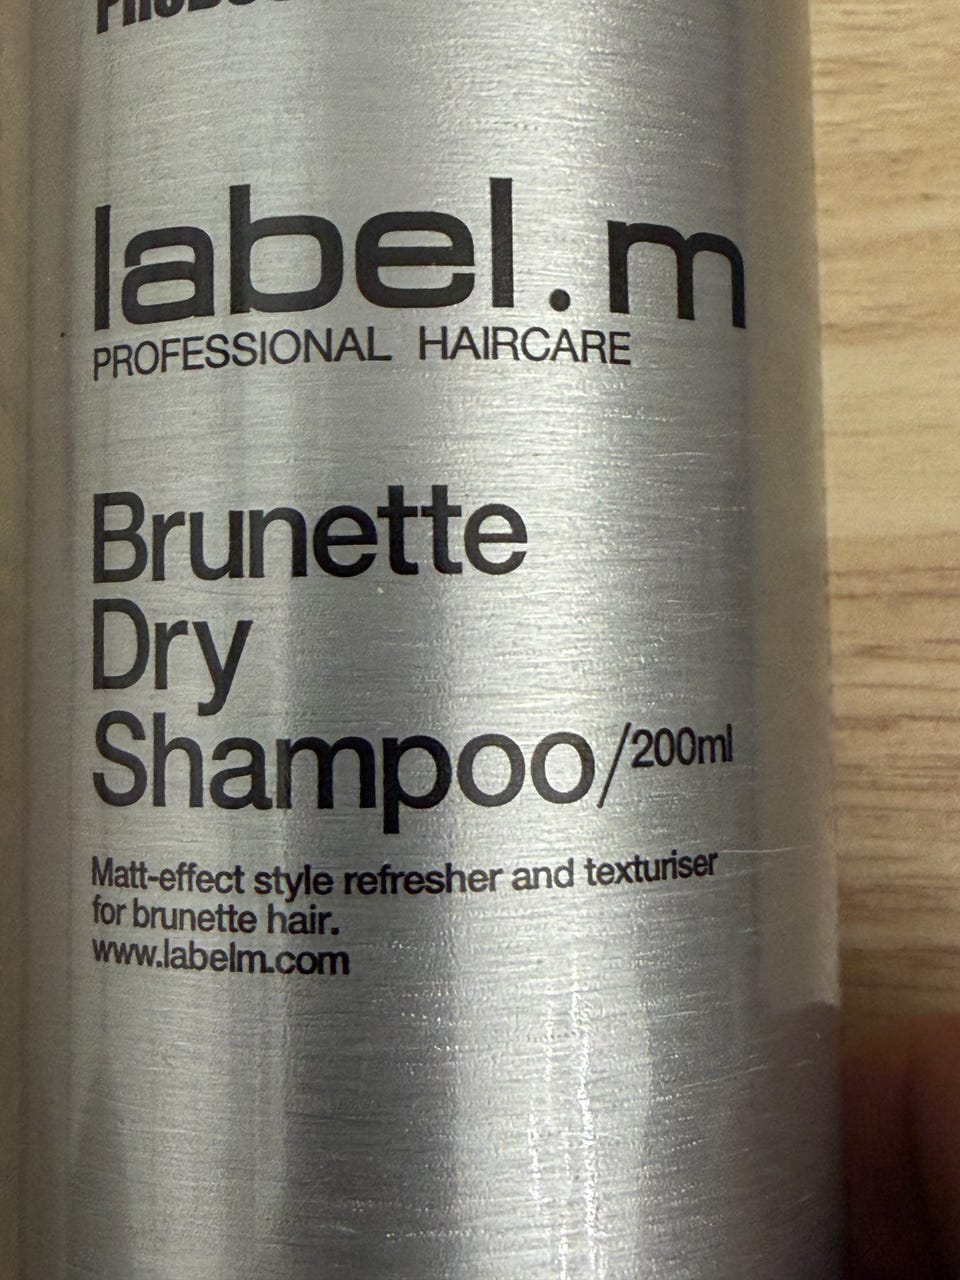 label.m
PROFESSIONAL HAIRCARE
Brunette
Dry
Shampoo/200ml
Matt-effect style refresher and texturiser
for brunette hair.
www.labelm.com